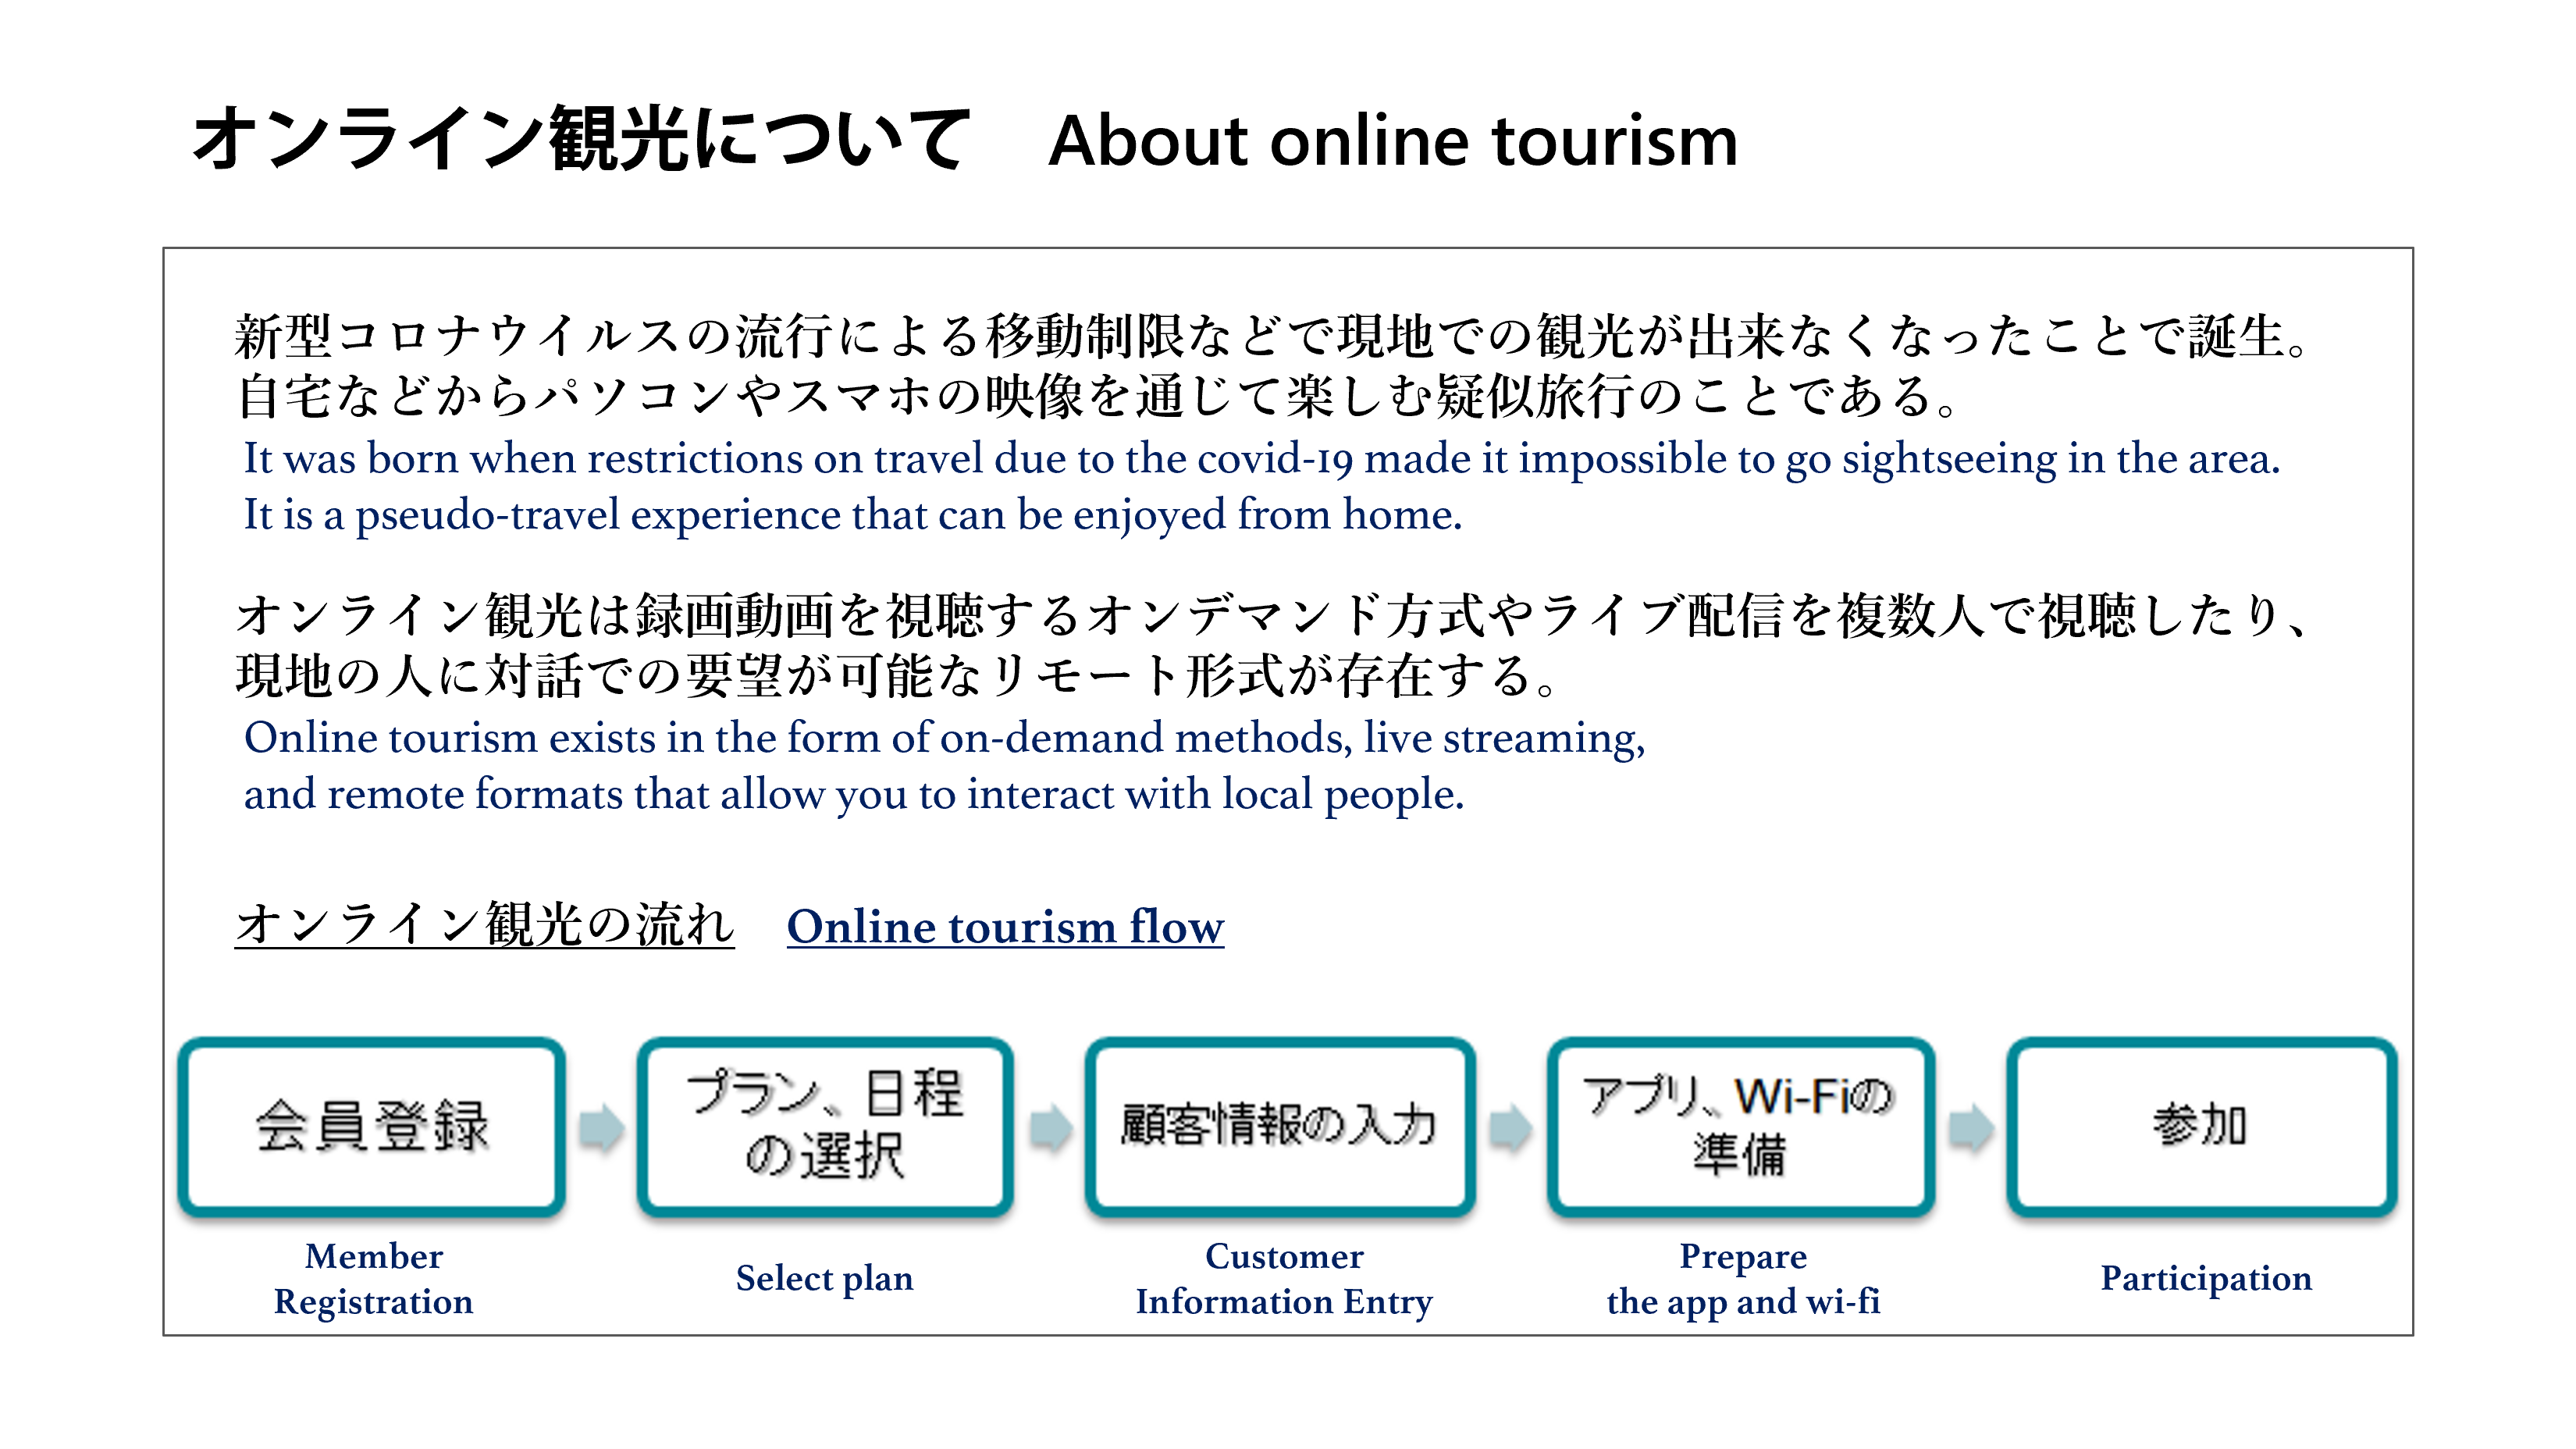 オンライン観光について　About online tourism
新型コロナウイルスの流行による移動制限などで現地での観光が出来なくなったことで誕生。
自宅などからパソコンやスマホの映像を通じて楽しむ疑似旅行のことである。
It was born when restrictions on travel due to the covid-19 made it impossible to go sightseeing in the area.
It is a pseudo-travel experience that can be enjoyed from home.
オンライン観光は録画動画を視聴するオンデマンド方式やライブ配信を複数人で視聴したり、
現地の人に対話での要望が可能なリモート形式が存在する。
Online tourism exists in the form of on-demand methods, live streaming,
and remote formats that allow you to interact with local people.
オンライン観光の流れ　Online tourism flow
会員登録
プラン、日程
の選択
顧客情報の入力
アプリ、Wi-Fiの
準備
参加
Member
Registration
Select plan
Customer
Information Entry
Prepare
the app and wi-fi
Participation